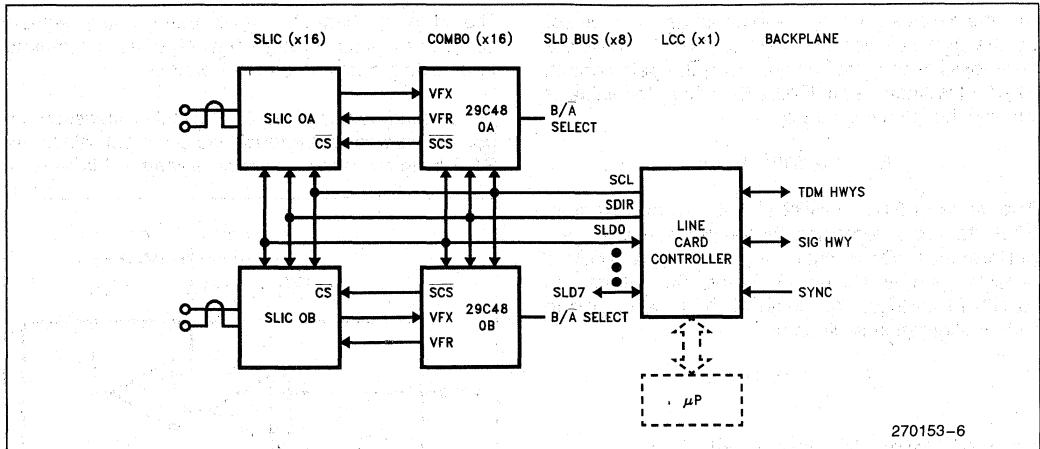 SLIC (x16) COMBO (x16) SLD BUS (x8) LCC (x1) BACKPLANE
SLIC 0A
CS
VFX
VFR
SCS
29C48
0A
B/A
SELECT
SCL
SDIR
SLD0
SLD7
LINE
CARD
CONTROLLER
TDM HWYS
SIG HWY
SYNC
CS
SLIC 0B
SCS
VFX
VFR
29C48
0B
B/A SELECT
μP
270153-6